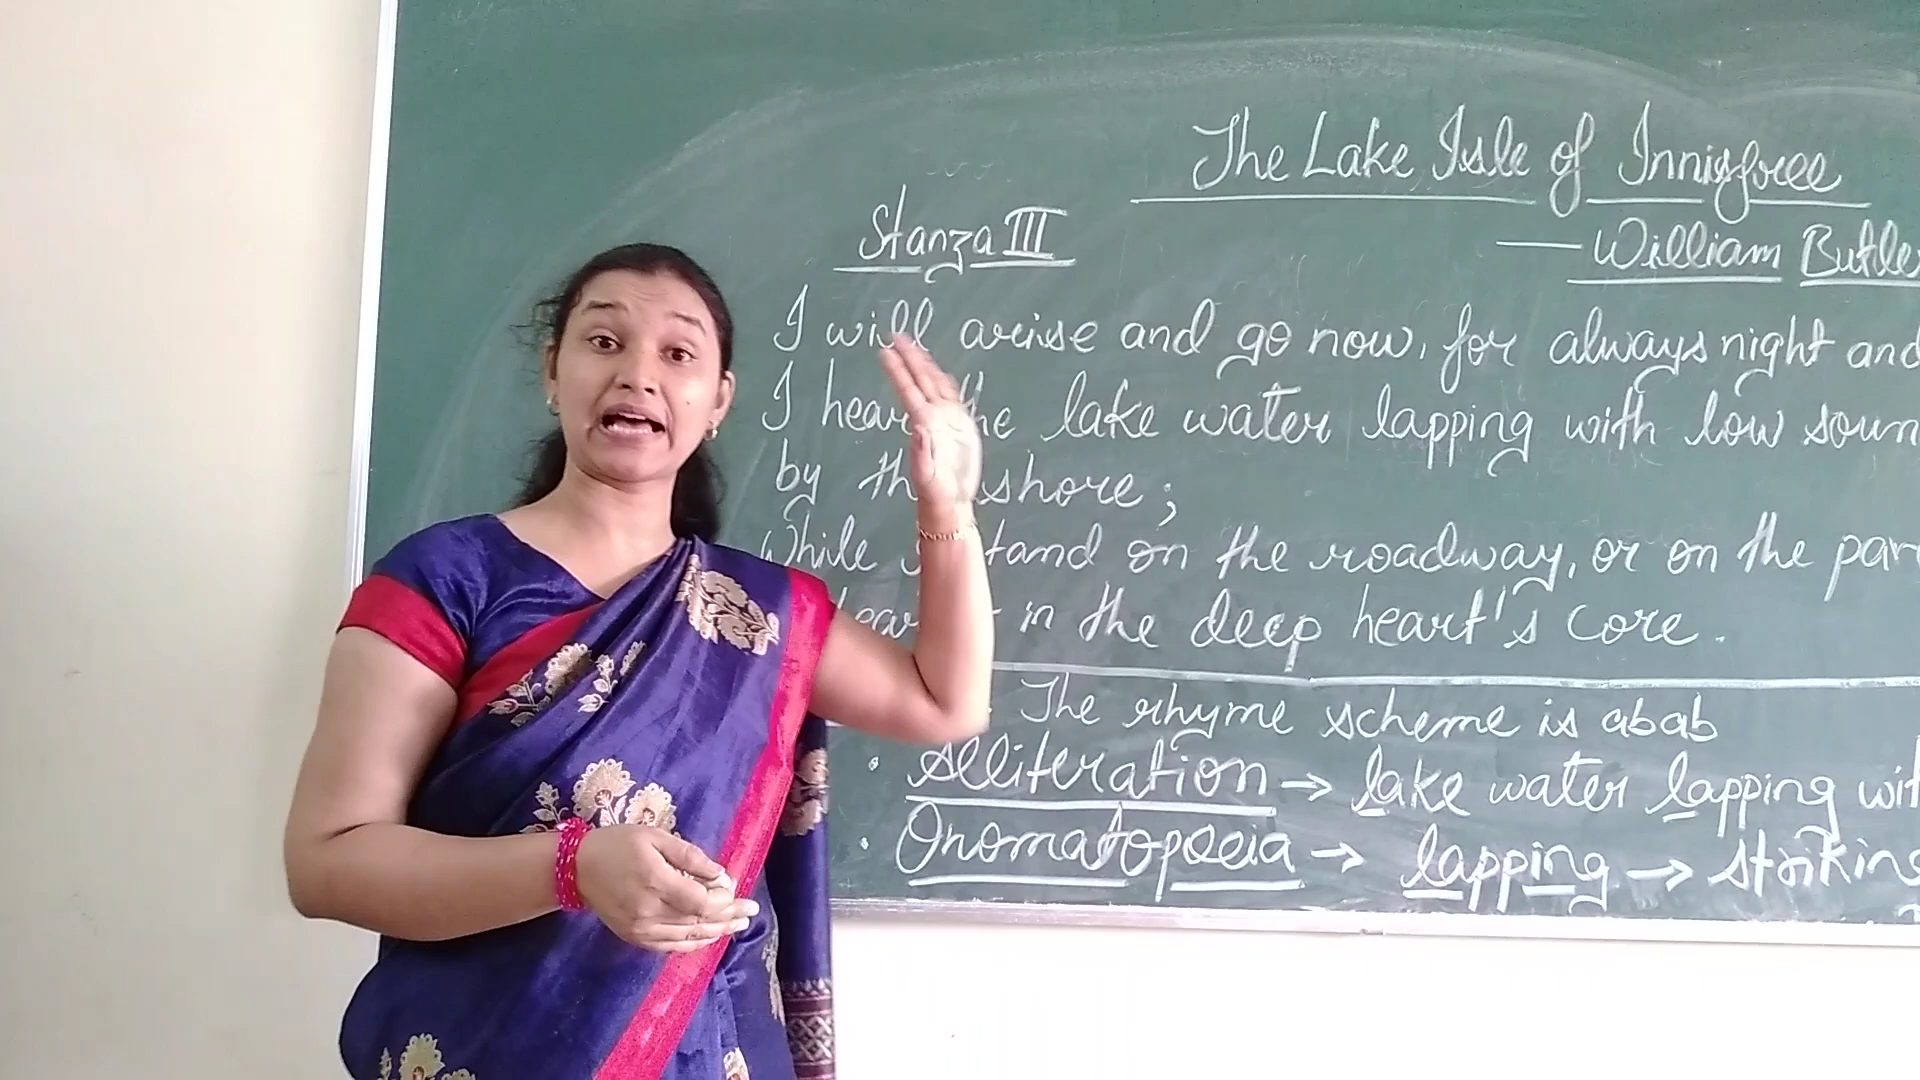 The Lake Isle of Innisfree
— William Butler
Stanza III
I will arise and go now, for always night and
I hear the lake water lapping with low soun
by the shore;
While I stand on the roadway, or on the par
in the deep heart's core.
The rhyme scheme is abab
• Alliteration → lake water lapping wit
• Onomatopoeia → lapping → striking